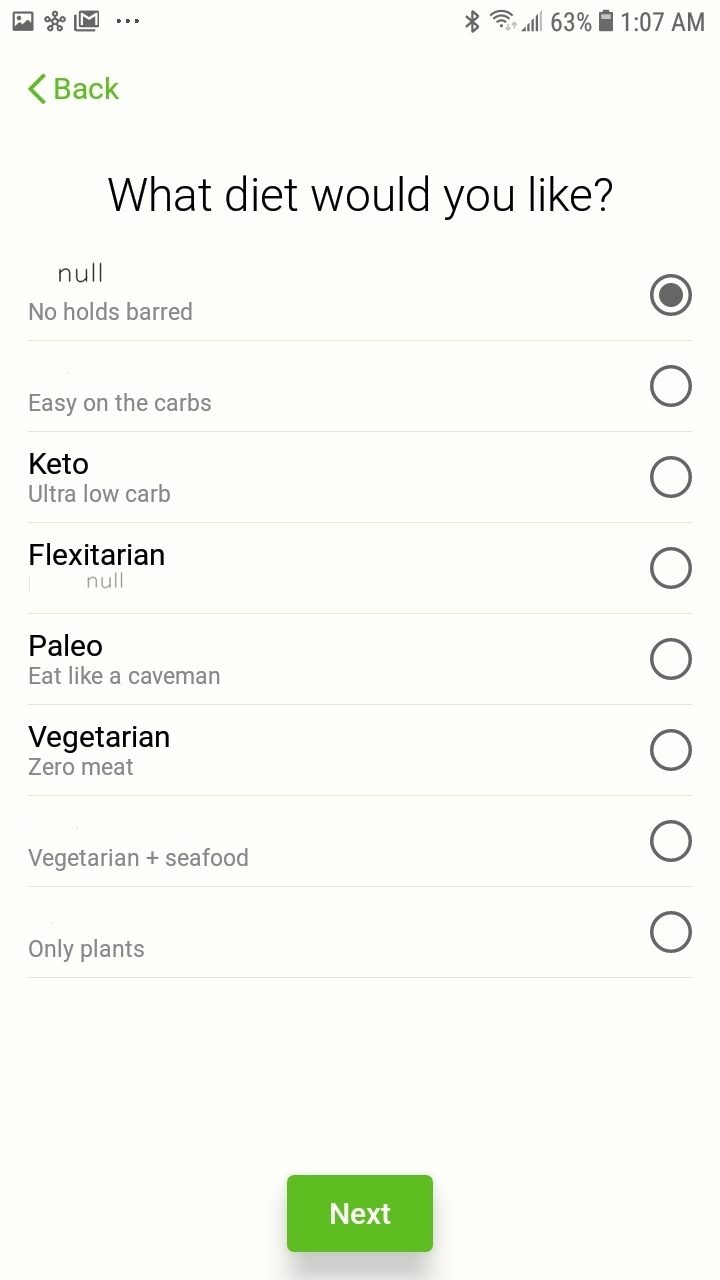 63% 1:07 AM
Back
What diet would you like?
null
No holds barred
Easy on the carbs
Keto
Ultra low carb
Flexitarian
null
Paleo
Eat like a caveman
Vegetarian
Zero meat
Vegetarian + seafood
Only plants
Next